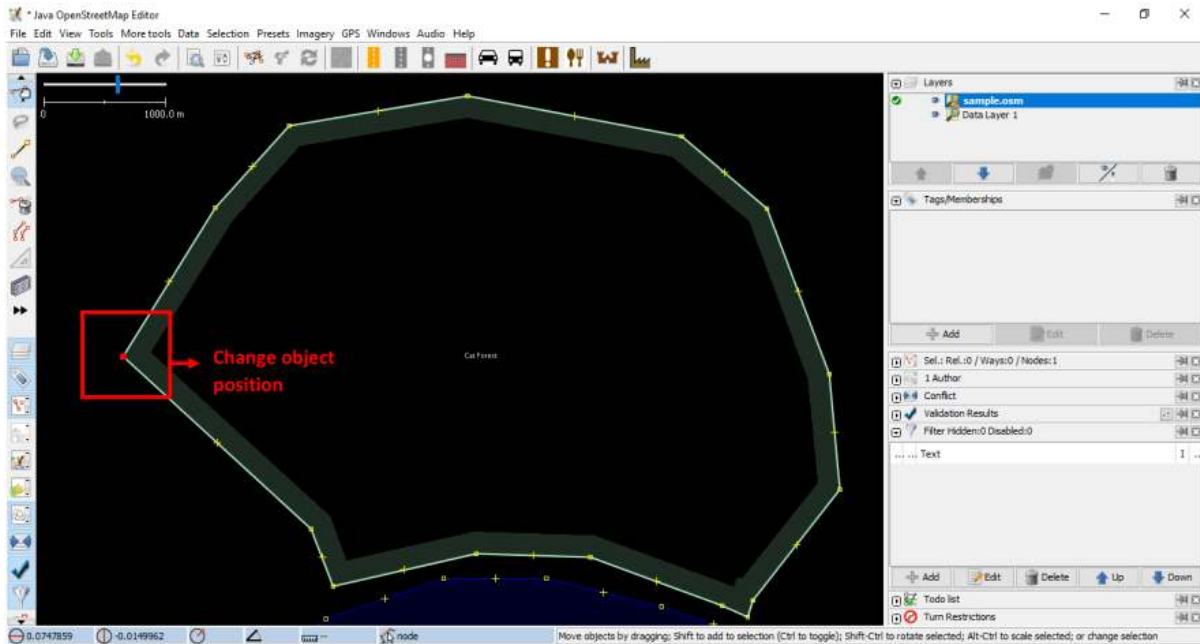 * Java OpenStreetMap Editor
File Edit View Tools More tools Data Selection Presets Imagery GPS Windows Audio Help
0
1000.0 m
Layers
sample.osm
Data Layer 1
Tags/Memberships
Add Edit Delete
Change object
position
Cat Forest
Sel.: Rel.:0 / Ways:0 / Nodes:1
1 Author
Conflict
Validation Results
Filter Hidden:0 Disabled:0
... ... Text I ..
Add Edit Delete Up Down
Todo list
Turn Restrictions
0.0747859 -0.0149962 -- node Move objects by dragging; Shift to add to selection (Ctrl to toggle); Shift-Ctrl to rotate selected; Alt-Ctrl to scale selected; or change selection